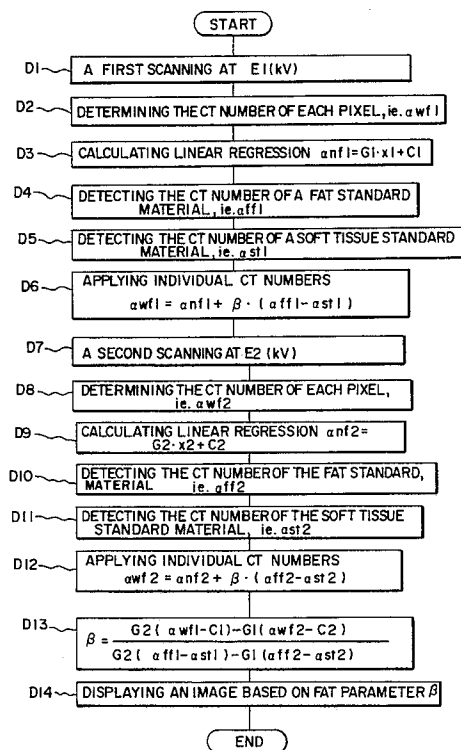 START
D1 A FIRST SCANNING AT E1(kV)
D2 DETERMINING THE CT NUMBER OF EACH PIXEL, ie. αwf1
D3 CALCULATING LINEAR REGRESSION αnf1=G1·x1+C1
D4 DETECTING THE CT NUMBER OF A FAT STANDARD
MATERIAL, ie. αff1
D5 DETECTING THE CT NUMBER OF A SOFT TISSUE STANDARD
MATERIAL, ie. αst1
D6 APPLYING INDIVIDUAL CT NUMBERS
αwf1 = αnf1 + β · (αff1-αst1)
D7 A SECOND SCANNING AT E2(kV)
D8 DETERMINING THE CT NUMBER OF EACH PIXEL,
ie. αwf2
D9 CALCULATING LINEAR REGRESSION αnf2=
G2·x2+C2
D10 DETECTING THE CT NUMBER OF THE FAT STANDARD,
MATERIAL ie. αff2
D11 DETECTING THE CT NUMBER OF THE SOFT TISSUE
STANDARD MATERIAL, ie. αst2
D12 APPLYING INDIVIDUAL CT NUMBERS
αwf2 = αnf2 + β · (αff2-αst2)
D13 β = G2( αwf1-C1)-G1(αwf2-C2)
G2( αff1-αst1)-G1(αff2-αst2)
D14 DISPLAYING AN IMAGE BASED ON FAT PARAMETER β
END